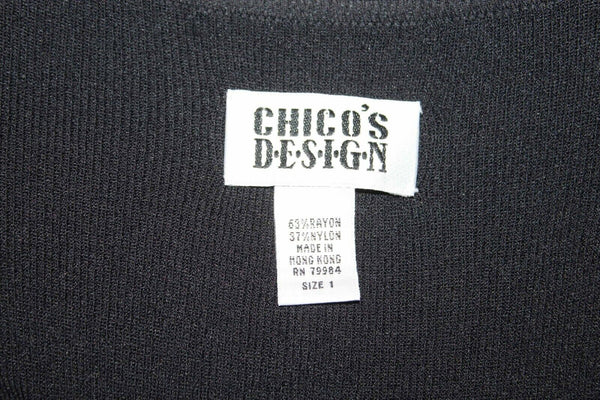 CHICO'S
D·E·S·I·G·N
63%RAYON
37%NYLON
MADE IN
HONG KONG
RN 79984
SIZE 1